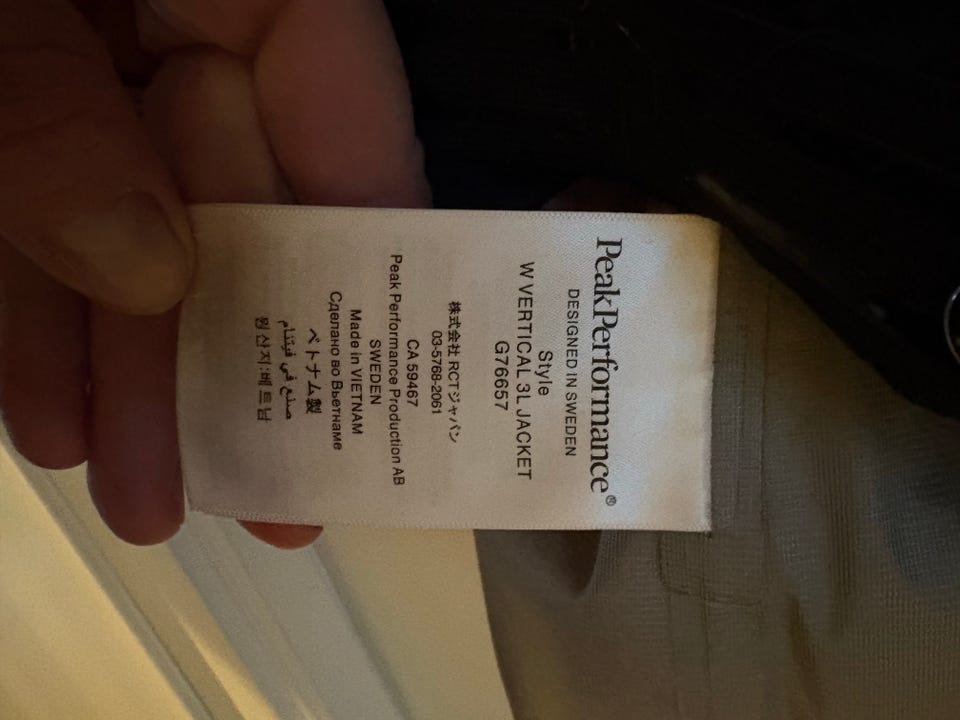 PeakPerformance®
DESIGNED IN SWEDEN
Style
W VERTICAL 3L JACKET
G76657
株式会社 RCTジャパン
03-5768-2061
CA 59467
Peak Performance Production AB
SWEDEN
Made in VIETNAM
Сделано во Вьетнаме
ベトナム製
صنع في فيتنام
원산지:베트남